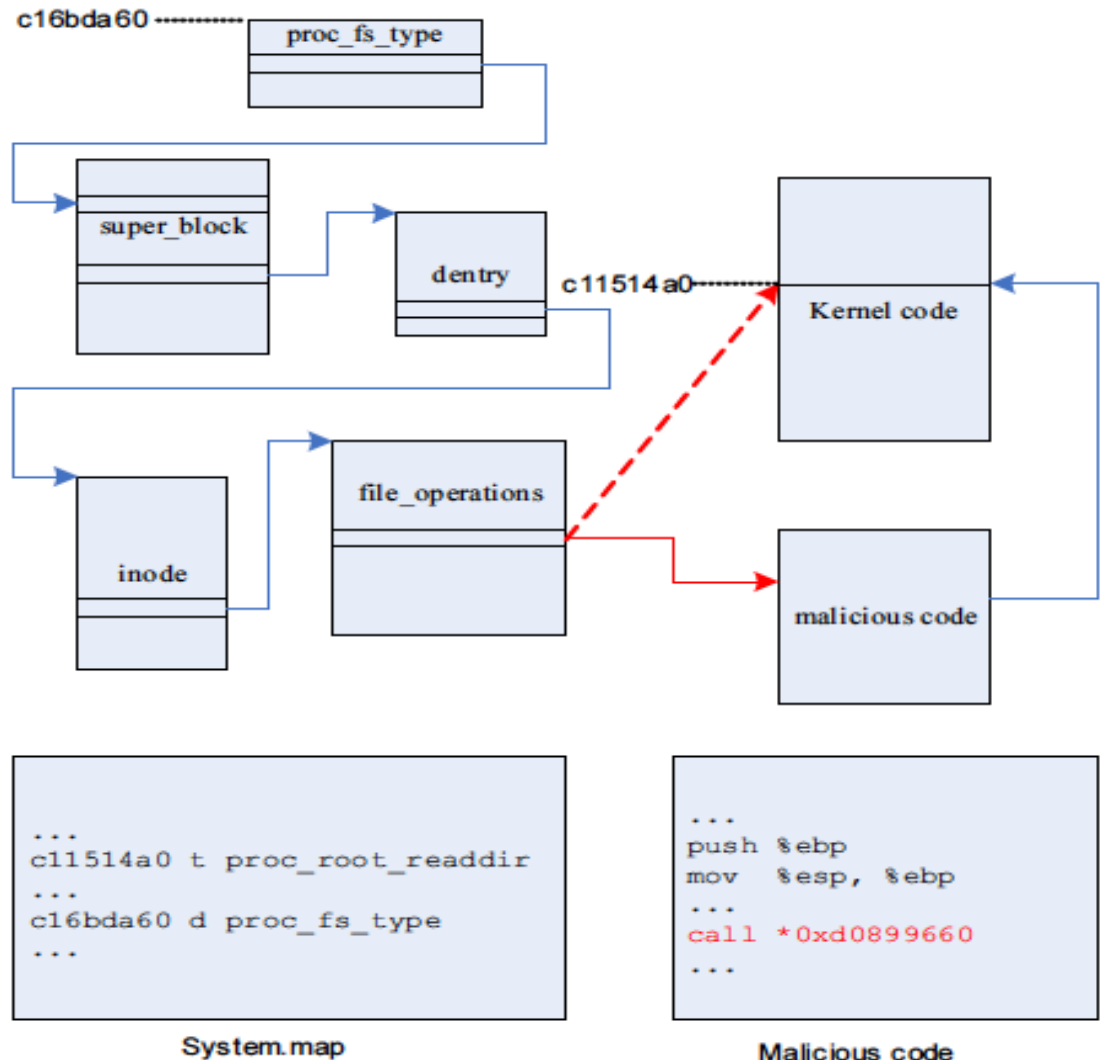 c16bda60
proc_fs_type
super_block
dentry
c11514a0
Kernel code
inode
file_operations
malicious code
...
c11514a0 t proc_root_readdir
...
c16bda60 d proc_fs_type
...
System.map
...
push %ebp
mov %esp, %ebp
...
call *0xd0899660
...
Malicious code